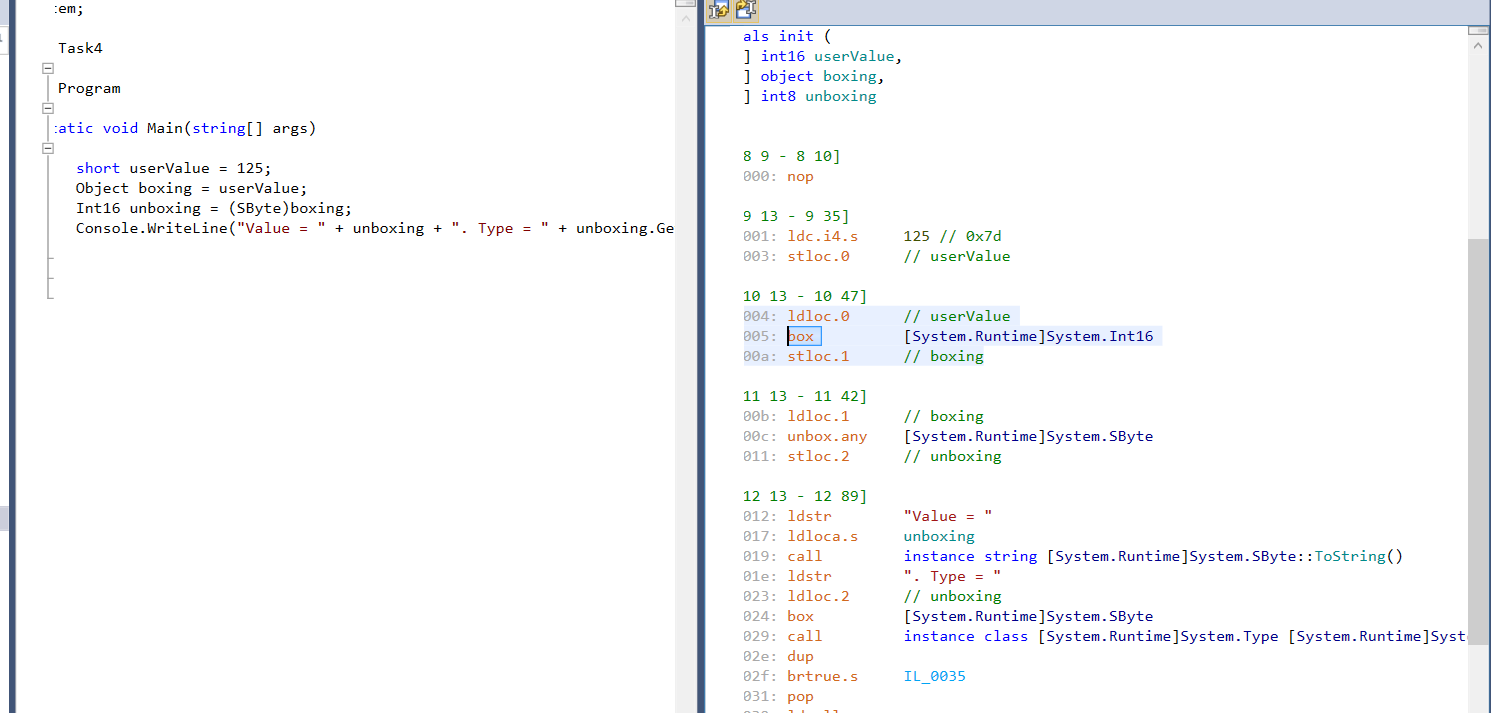 :em;
Task4
Program
:atic void Main(string[] args)
short userValue = 125;
Object boxing = userValue;
Int16 unboxing = (SByte)boxing;
Console.WriteLine("Value = " + unboxing + ". Type = " + unboxing.Ge
als init (
] int16 userValue,
] object boxing,
] int8 unboxing
8 9 - 8 10]
000: nop
9 13 - 9 35]
001: ldc.i4.s 125 // 0x7d
003: stloc.0 // userValue
10 13 - 10 47]
004: ldloc.0 // userValue
005: box [System.Runtime]System.Int16
00a: stloc.1 // boxing
11 13 - 11 42]
00b: ldloc.1 // boxing
00c: unbox.any [System.Runtime]System.SByte
011: stloc.2 // unboxing
12 13 - 12 89]
012: ldstr "Value = "
017: ldloca.s unboxing
019: call instance string [System.Runtime]System.SByte::ToString()
01e: ldstr ". Type = "
023: ldloc.2 // unboxing
024: box [System.Runtime]System.SByte
029: call instance class [System.Runtime]System.Type [System.Runtime]Syst
02e: dup
02f: brtrue.s IL_0035
031: pop